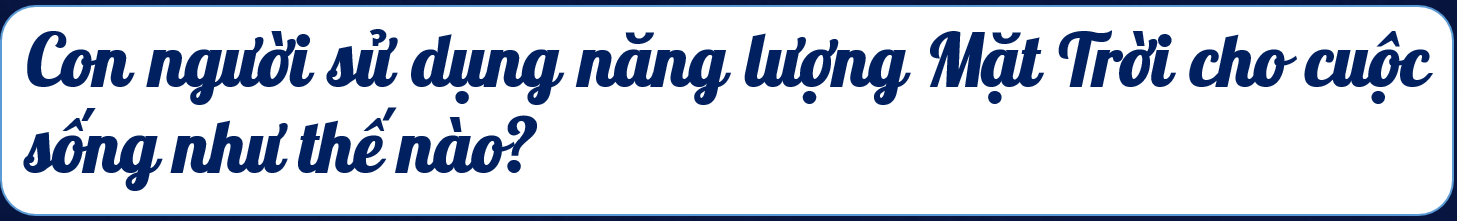 Con người sử dụng năng lượng Mặt Trời cho cuộc
sống như thế nào?